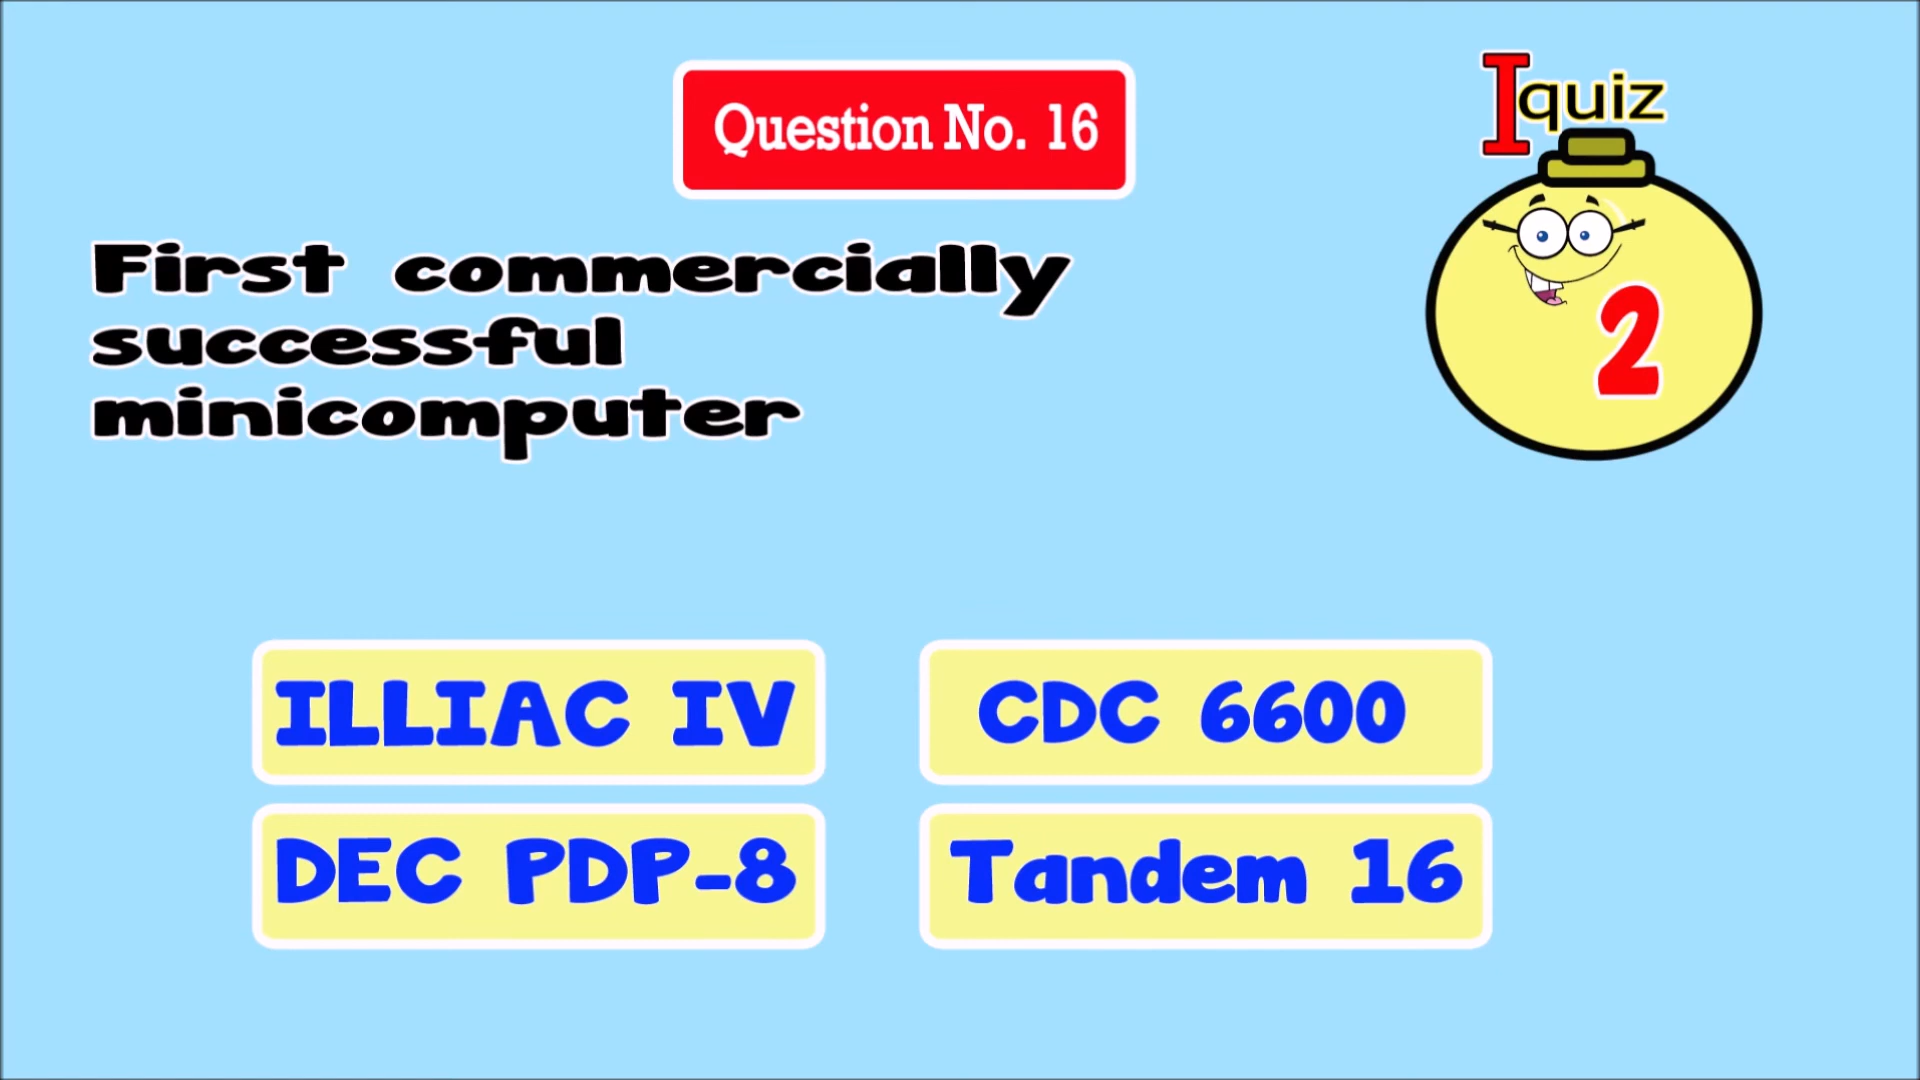 Question No. 16
Iquiz
First commercially
successful
minicomputer
2
ILLIAC IV
CDC 6600
DEC PDP-8
Tandem 16